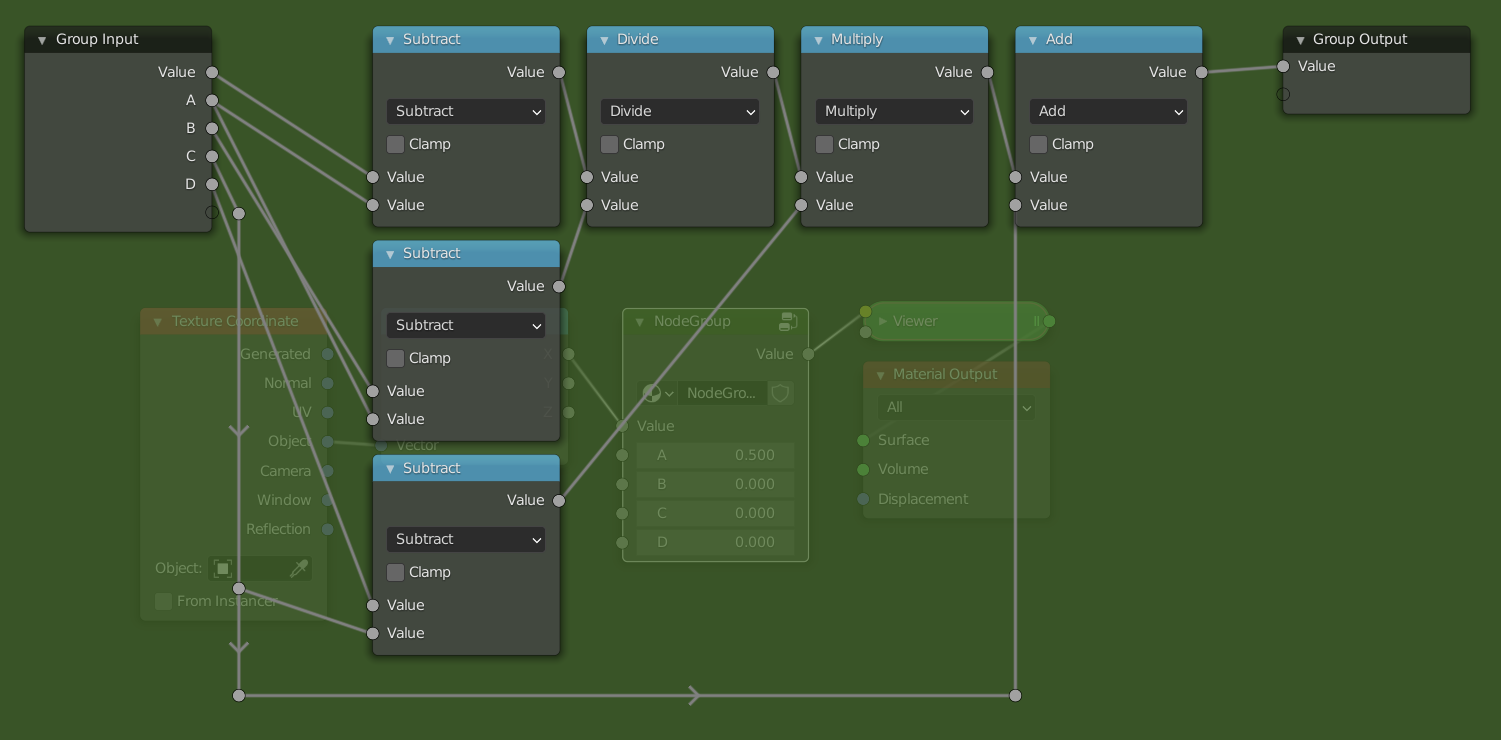 Group Input
Value
A
B
C
D
Subtract
Value
Subtract
Clamp
Value
Value
Divide
Value
Divide
Clamp
Value
Value
Multiply
Value
Multiply
Clamp
Value
Value
Add
Value
Add
Clamp
Value
Value
Group Output
Value
Subtract
Value
Subtract
Clamp
Value
Value
Subtract
Value
Subtract
Clamp
Value
Value
Texture Coordinate
Generated
Normal
UV
Object
Camera
Window
Reflection
Object:
From Instancer
X
Y
Z
Vector
NodeGroup
Value
NodeGro...
Value
A 0.500
B 0.000
C 0.000
D 0.000
Viewer
Material Output
All
Surface
Volume
Displacement